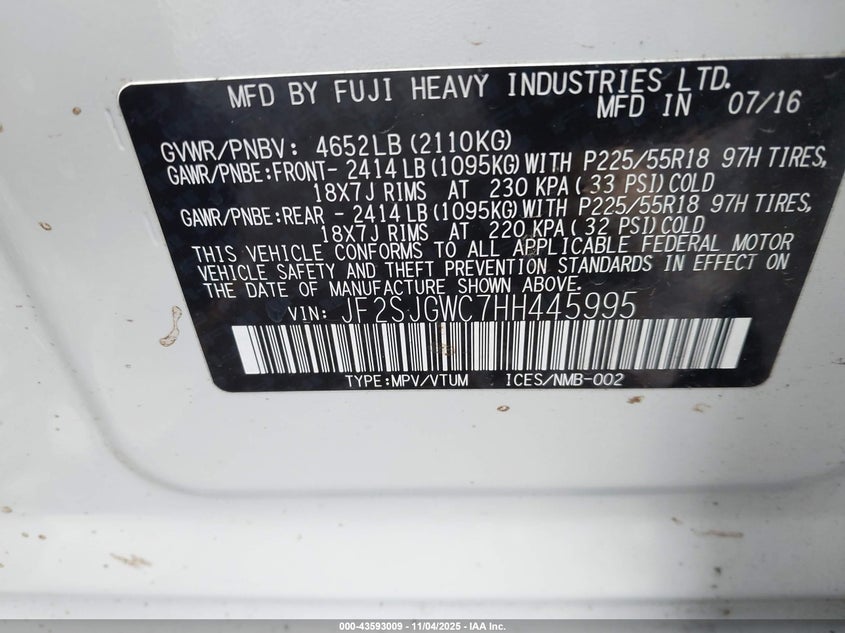 MFD BY FUJI HEAVY INDUSTRIES LTD.
MFD IN 07/16
GVWR/PNBV: 4652LB (2110KG)
GAWR/PNBE:FRONT- 2414 LB (1095KG) WITH P225/55R18 97H TIRES,
18X7J RIMS AT 230 KPA ( 33 PSI) COLD
GAWR/PNBE:REAR - 2414 LB (1095KG) WITH P225/55R18 97H TIRES,
18X7J RIMS AT 220 KPA ( 32 PSI) COLD
THIS VEHICLE CONFORMS TO ALL APPLICABLE FEDERAL MOTOR
VEHICLE SAFETY AND THEFT PREVENTION STANDARDS IN EFFECT ON
THE DATE OF MANUFACTURE SHOWN ABOVE.
VIN: JF2SJGWC7HH445995
TYPE:MPV/VTUM ICES/NMB-002
000-43593009 - 11/04/2025 - IAA Inc.